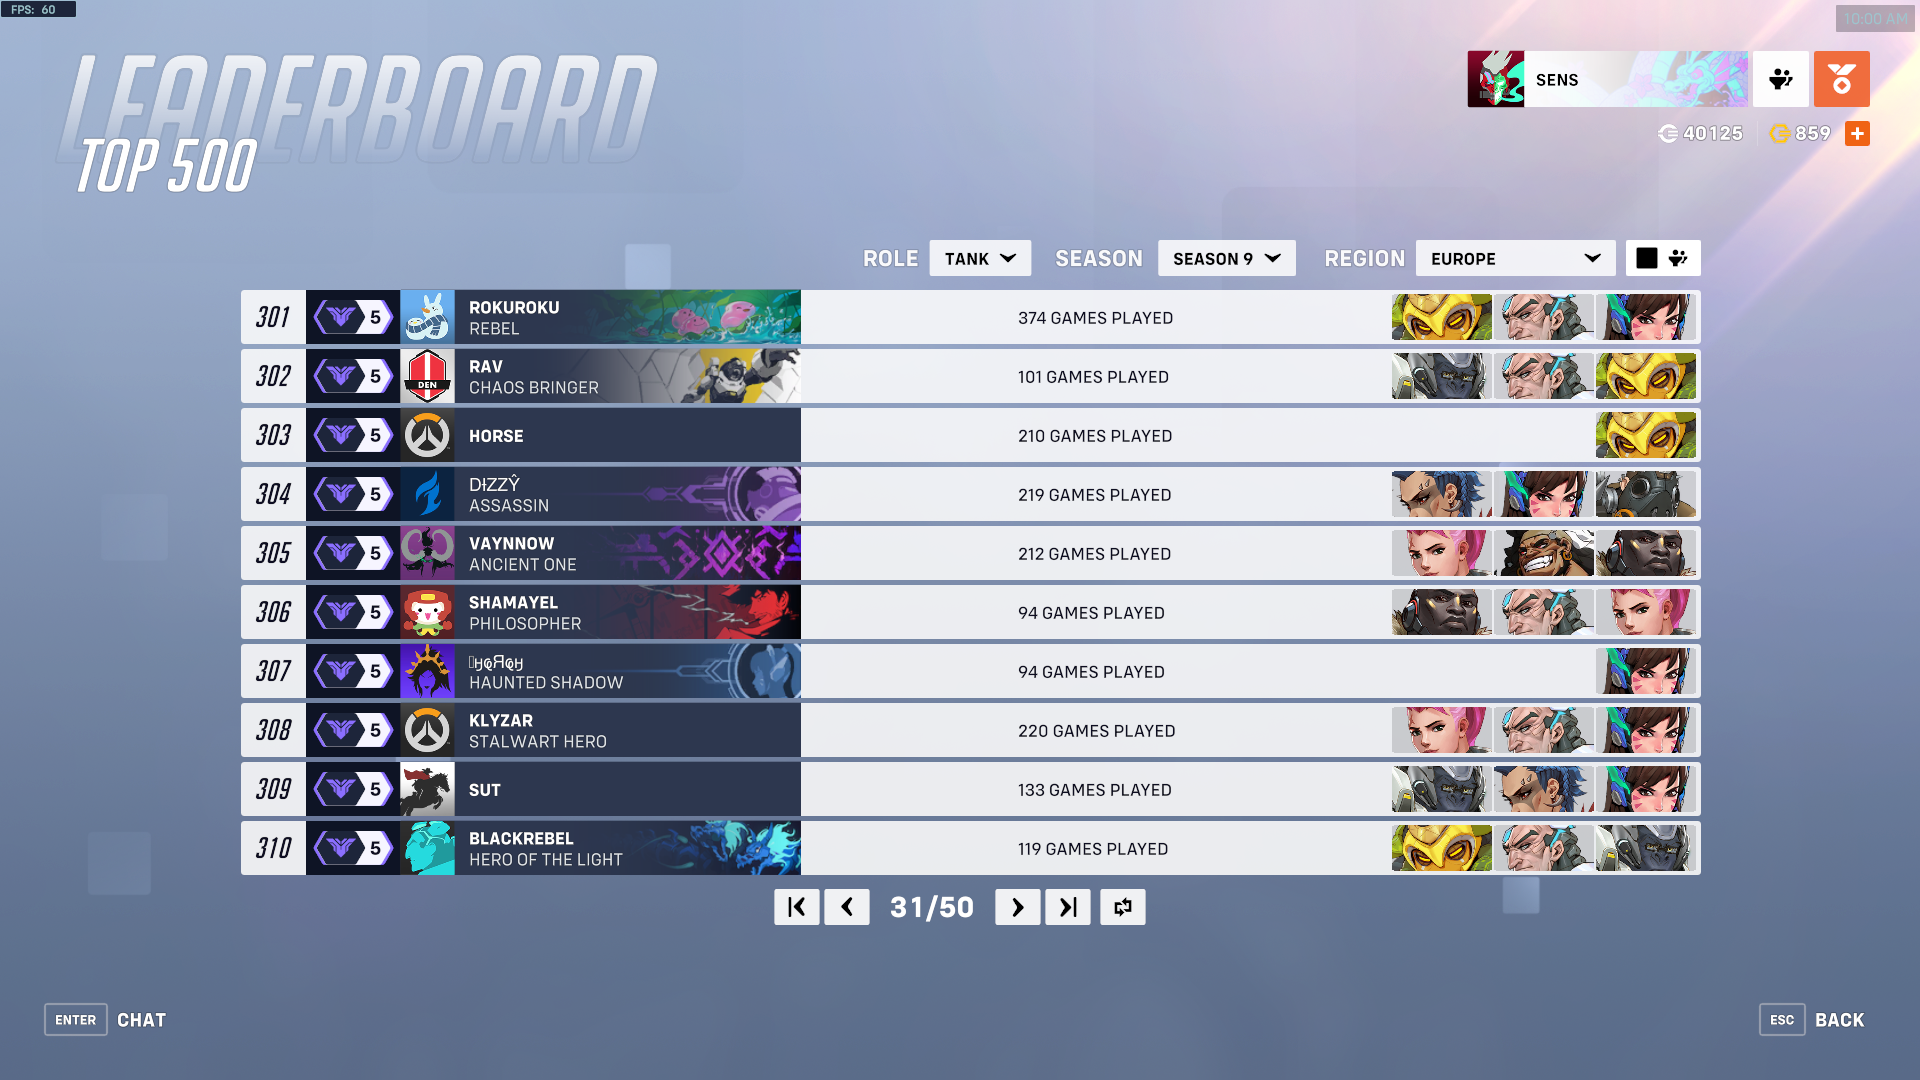 FPS: 60
10:00 AM
LEADERBOARD
TOP 500
SENS
40125
859
ROLE
TANK
SEASON
SEASON 9
REGION
EUROPE
301
5
ROKUROKU
REBEL
374 GAMES PLAYED
302
5
DEN
RAV
CHAOS BRINGER
101 GAMES PLAYED
303
5
HORSE
210 GAMES PLAYED
304
5
DłZZŶ
ASSASSIN
219 GAMES PLAYED
305
5
VAYNNOW
ANCIENT ONE
212 GAMES PLAYED
306
5
SHAMAYEL
PHILOSOPHER
94 GAMES PLAYED
307
5
HAUNTED SHADOW
94 GAMES PLAYED
308
5
KLYZAR
STALWART HERO
220 GAMES PLAYED
309
5
SUT
133 GAMES PLAYED
310
5
BLACKREBEL
HERO OF THE LIGHT
119 GAMES PLAYED
31/50
ENTER
CHAT
ESC
BACK